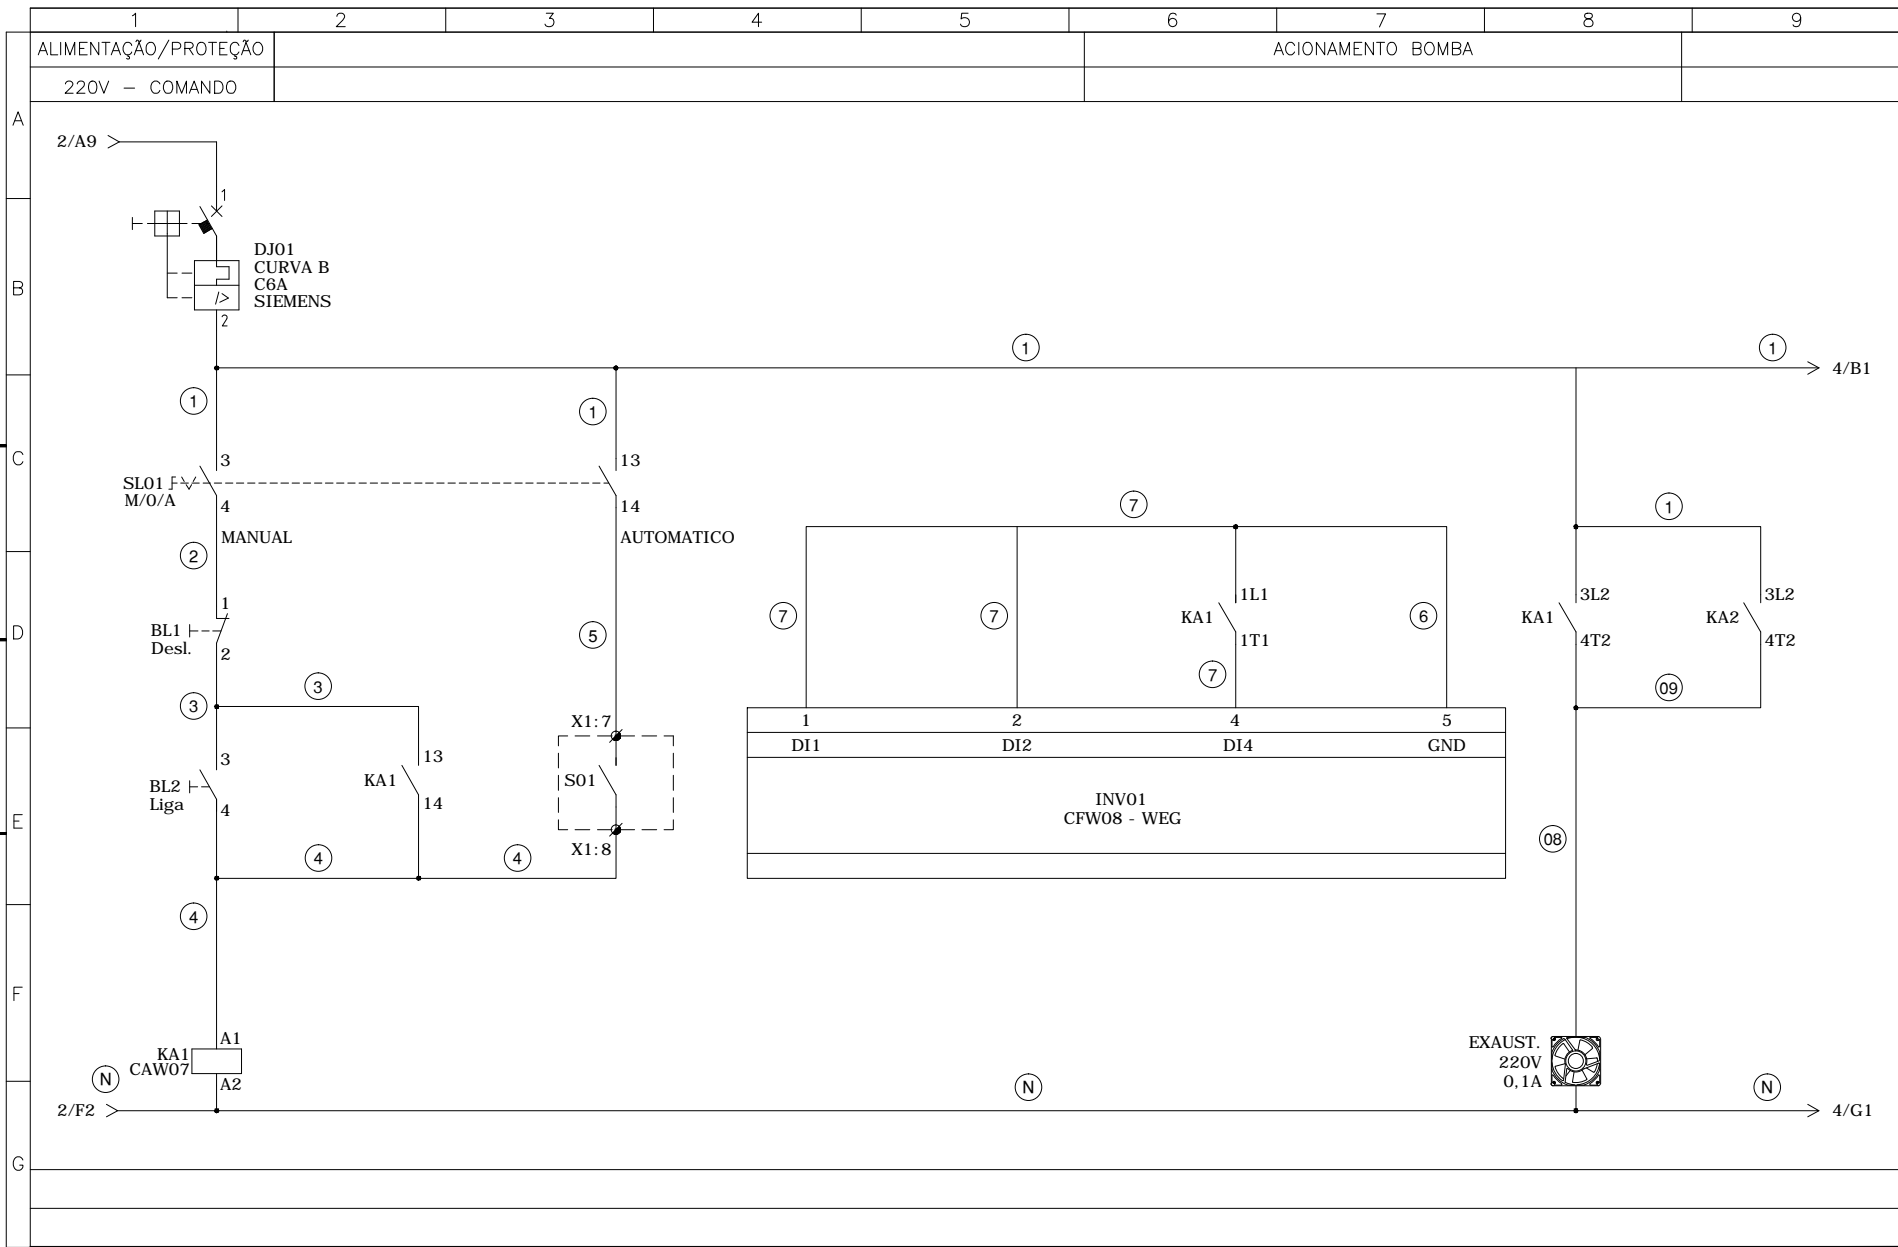 1 2 3 4 5 6 7 8 9
ALIMENTAÇÃO/PROTEÇÃO
ACIONAMENTO BOMBA
220V – COMANDO
A
2/A9
1
B
DJ01
CURVA B
C6A
SIEMENS
/>
2
1
1
4/B1
C
1
1
3
13
SL01
M/0/A
4
14
MANUAL
AUTOMATICO
7
1
2
D
1
BL1
Desl.
2
5
7
7
KA1
1L1
1T1
7
6
KA1
3L2
4T2
KA2
3L2
4T2
3
3
09
X1:7
1
2
4
5
DI1
DI2
DI4
GND
E
3
BL2
Liga
4
KA1
13
14
S01
INV01
CFW08 - WEG
X1:8
08
4
4
4
F
A1
KA1
CAW07
A2
EXAUST.
220V
0,1A
N
N
N
2/F2
4/G1
G